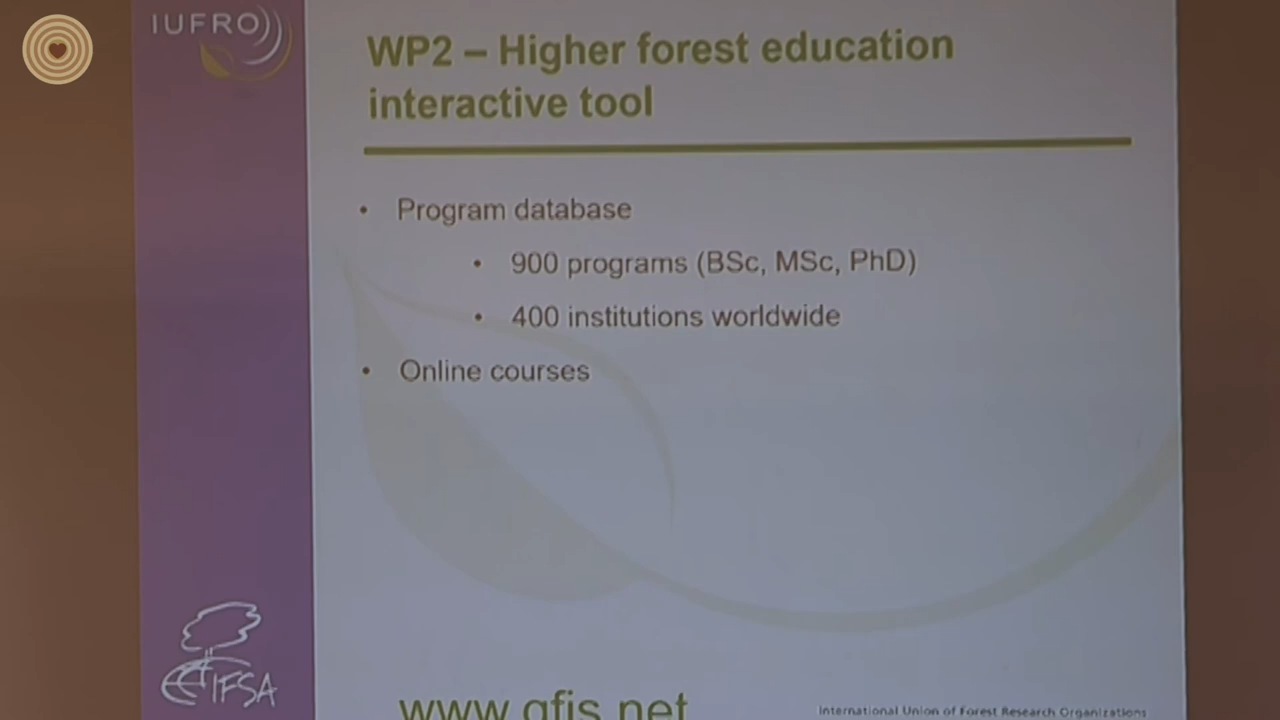 IUFRO
WP2 – Higher forest education
interactive tool
• Program database
• 900 programs (BSc, MSc, PhD)
• 400 institutions worldwide
• Online courses
IFSA
www.gfis.net
International Union of Forest Research Organizations